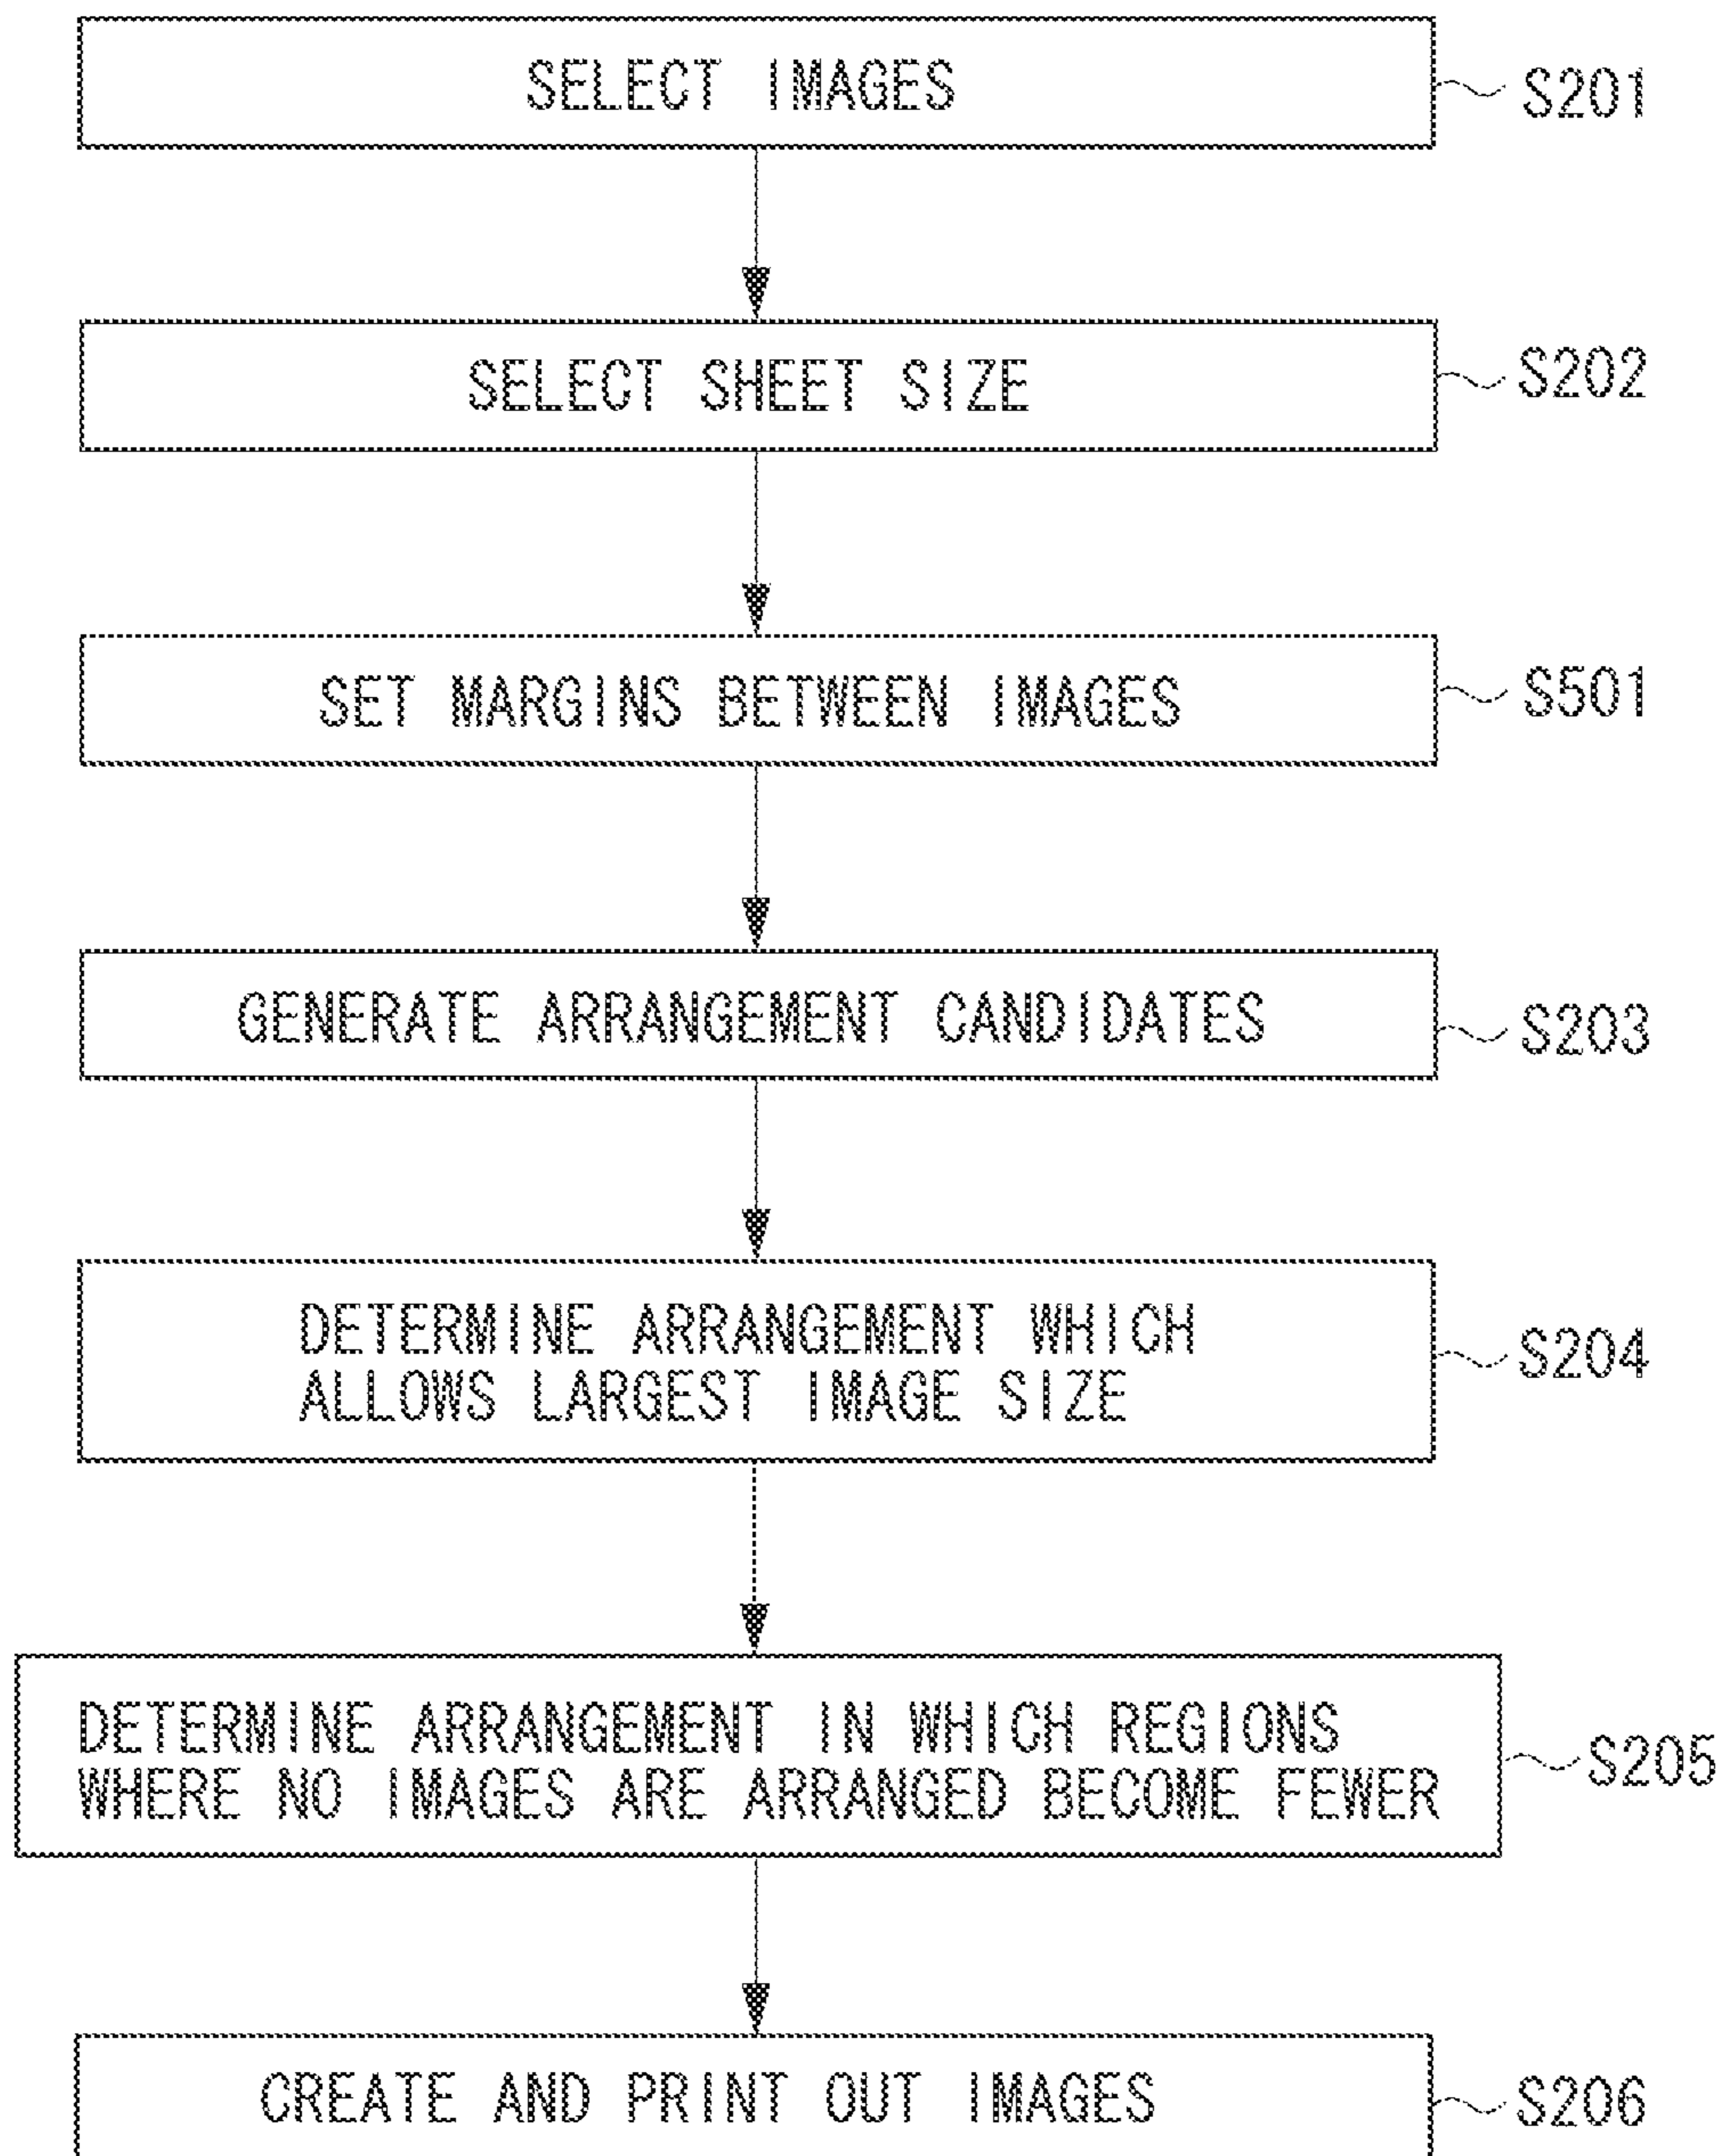 SELECT IMAGES
S201
SELECT SHEET SIZE
S202
SET MARGINS BETWEEN IMAGES
S501
GENERATE ARRANGEMENT CANDIDATES
S203
DETERMINE ARRANGEMENT WHICH
ALLOWS LARGEST IMAGE SIZE
S204
DETERMINE ARRANGEMENT IN WHICH REGIONS
WHERE NO IMAGES ARE ARRANGED BECOME FEWER
S205
CREATE AND PRINT OUT IMAGES
S206